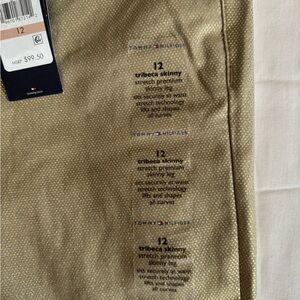 12
MSRP $99.50
TOMMY HILFIGER
12
tribeca skinny
stretch premium
skinny leg
sits securely at waist
stretch technology
lifts and shapes
all curves
TOMMY HILFIGER
12
tribeca skinny
stretch premium
skinny leg
sits securely at waist
stretch technology
lifts and shapes
all curves
TOMMY HILFIGER
12
tribeca skinny
stretch premium
skinny leg
sits securely at waist
stretch technology
lifts and shapes
all curves